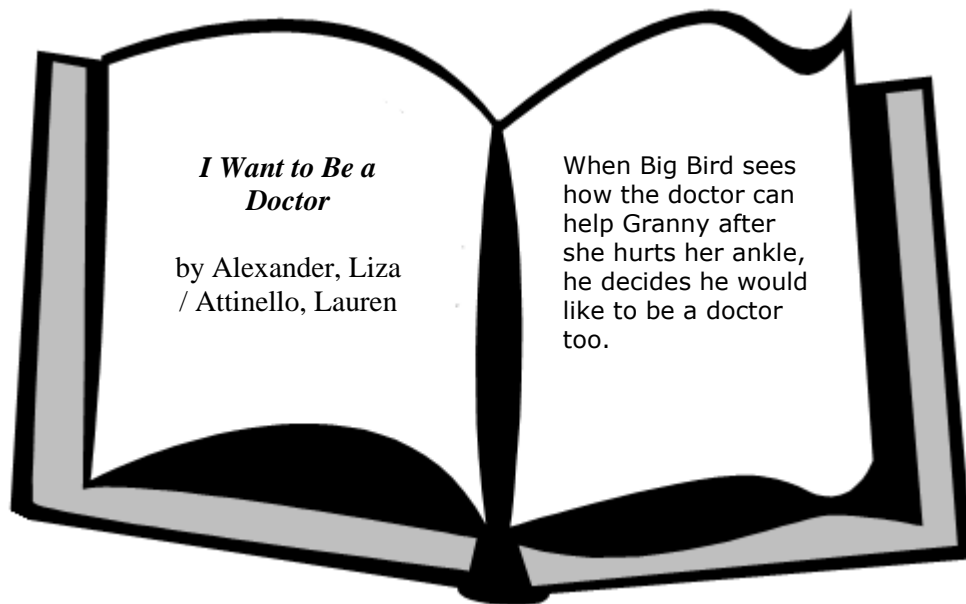 I Want to Be a
Doctor
by Alexander, Liza
/ Attinello, Lauren
When Big Bird sees
how the doctor can
help Granny after
she hurts her ankle,
he decides he would
like to be a doctor
too.